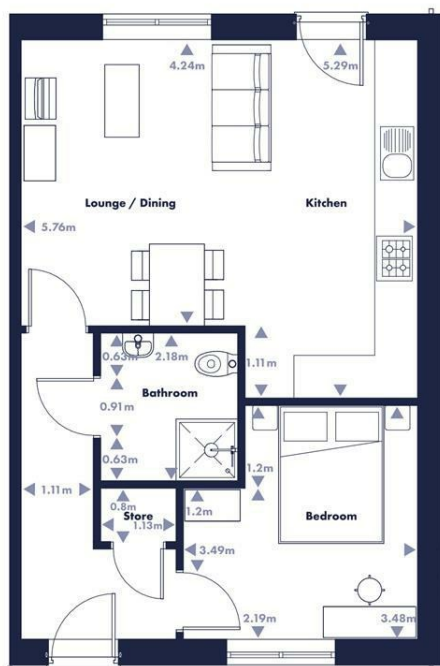 4.24m
5.29m
Lounge / Dining
Kitchen
5.76m
0.63m
2.18m
1.11m
Bathroom
0.91m
0.63m
1.2m
1.11m
0.8m
Store
1.13m
1.2m
Bedroom
3.49m
2.19m
3.48m